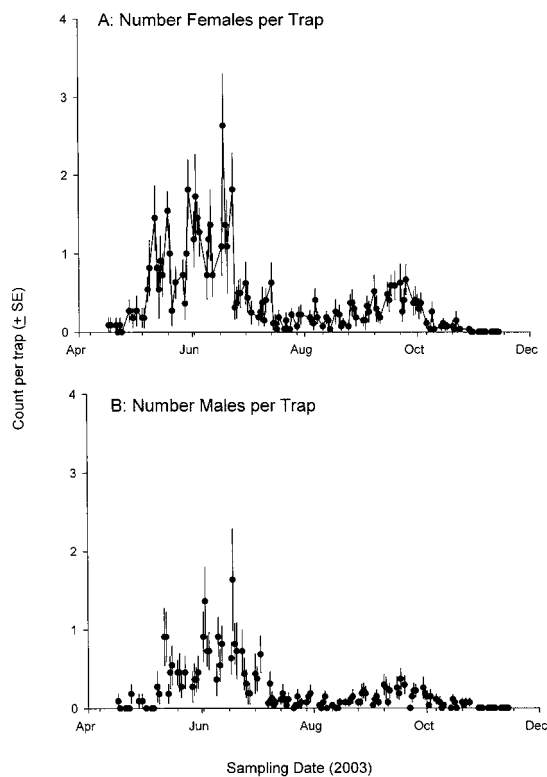 A: Number Females per Trap
4
3
2
1
0
Apr Jun Aug Oct Dec
Count per trap (± SE)
B: Number Males per Trap
4
3
2
1
0
Apr Jun Aug Oct Dec
Sampling Date (2003)